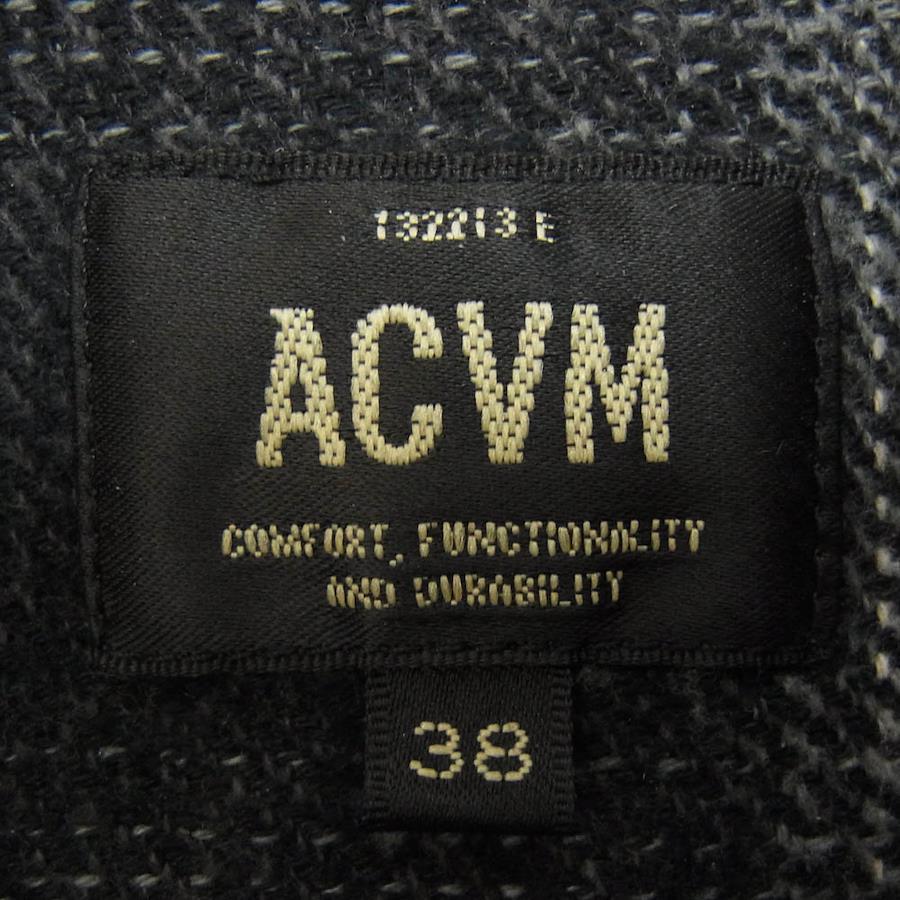 132213 E
ACVM
COMFORT, FUNCTIONALITY
AND DURABILITY
38